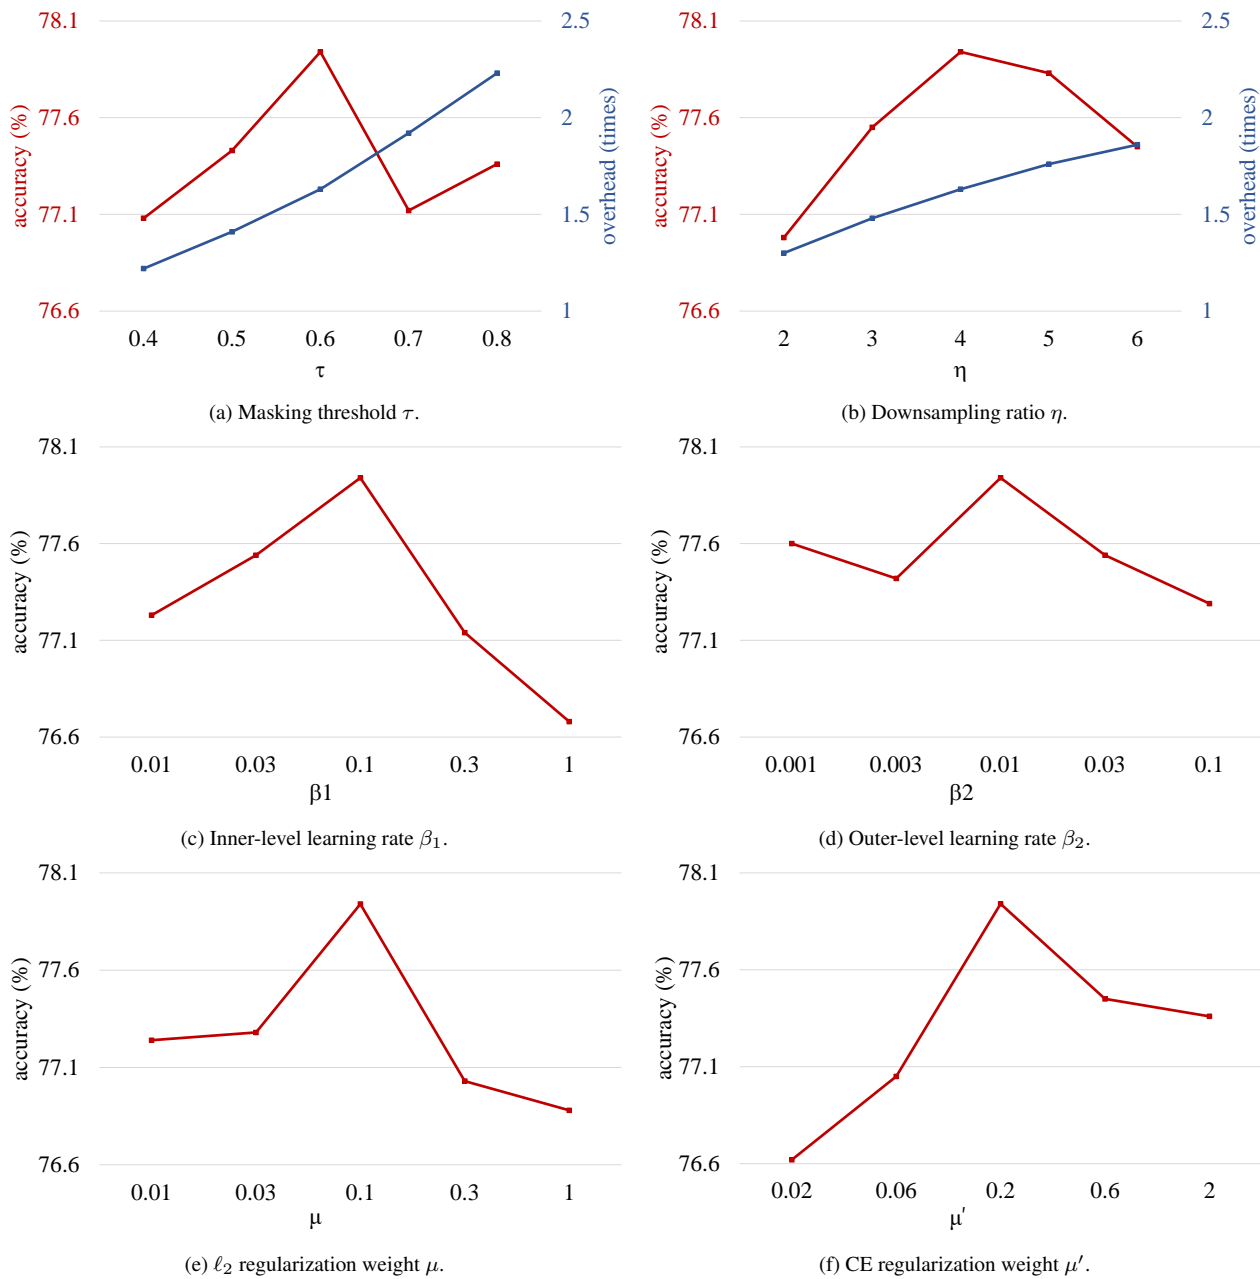 78.1
77.6
77.1
76.6
accuracy (%)
2.5
2
1.5
1
overhead (times)
0.4 0.5 0.6 0.7 0.8
τ
(a) Masking threshold τ.
78.1
77.6
77.1
76.6
accuracy (%)
2.5
2
1.5
1
overhead (times)
2 3 4 5 6
η
(b) Downsampling ratio η.
78.1
77.6
77.1
76.6
accuracy (%)
0.01 0.03 0.1 0.3 1
β1
(c) Inner-level learning rate β₁.
78.1
77.6
77.1
76.6
accuracy (%)
0.001 0.003 0.01 0.03 0.1
β2
(d) Outer-level learning rate β₂.
78.1
77.6
77.1
76.6
accuracy (%)
0.01 0.03 0.1 0.3 1
μ
(e) ℓ₂ regularization weight μ.
78.1
77.6
77.1
76.6
accuracy (%)
0.02 0.06 0.2 0.6 2
μ′
(f) CE regularization weight μ′.